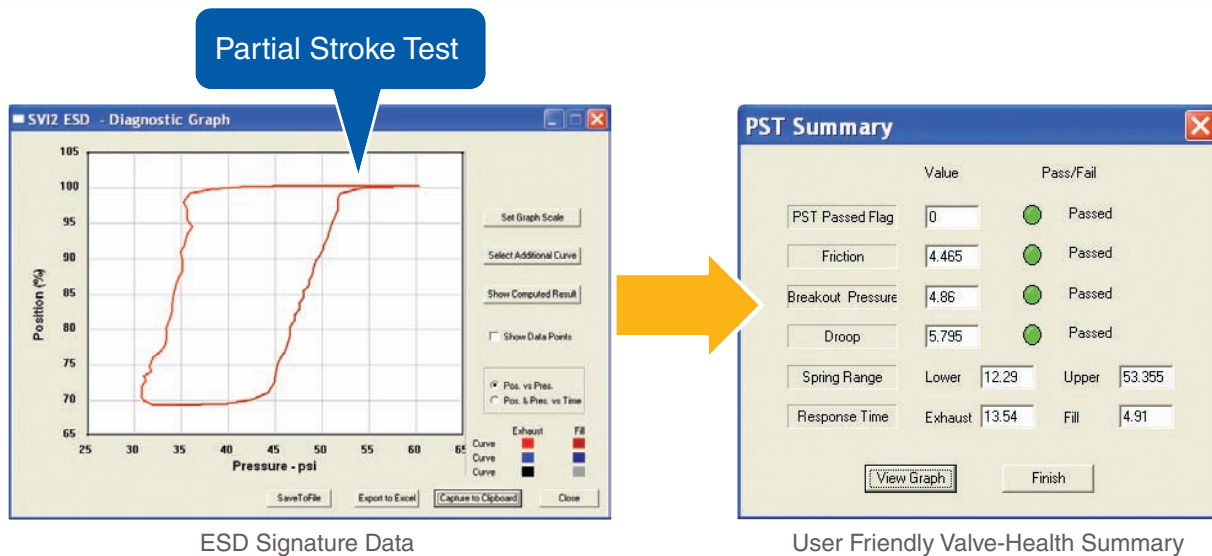 Partial Stroke Test
SVI2 ESD - Diagnostic Graph
105
100
95
90
85
80
75
70
65
Position (%)
25 30 35 40 45 50 55 60 65
Pressure - psi
Set Graph Scale
Select Additional Curve
Show Computed Result
Show Data Points
Pos. vs Pres.
Pos. & Pres. vs Time
Exhaust Fill
Curve
Curve
Curve
SaveToFile Export to Excel Capture to Clipboard Close
ESD Signature Data
PST Summary
Value Pass/Fail
PST Passed Flag 0 Passed
Friction 4.465 Passed
Breakout Pressure 4.86 Passed
Droop 5.795 Passed
Spring Range Lower 12.29 Upper 53.355
Response Time Exhaust 13.54 Fill 4.91
View Graph Finish
User Friendly Valve-Health Summary